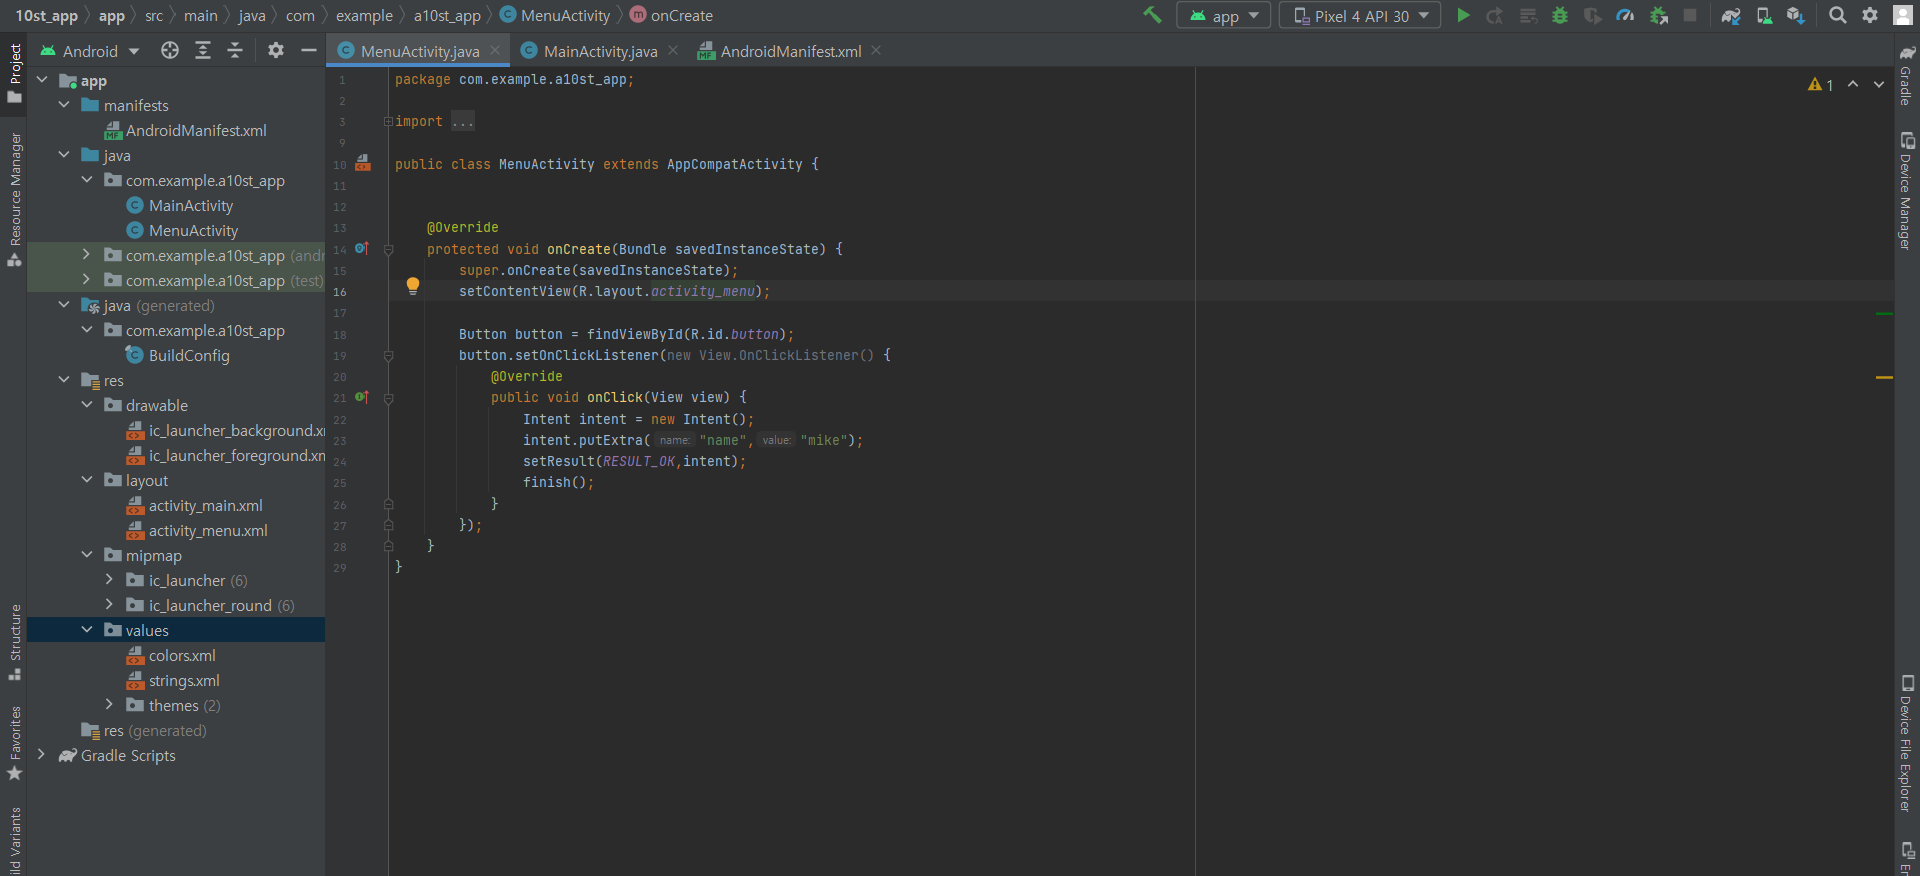 10st_app app src main java com example a10st_app MenuActivity onCreate
app Pixel 4 API 30
Android
MenuActivity.java MainActivity.java AndroidManifest.xml
Project
Resource Manager
Structure
Favorites
app
manifests
AndroidManifest.xml
java
com.example.a10st_app
MainActivity
MenuActivity
com.example.a10st_app (andr
com.example.a10st_app (test)
java (generated)
com.example.a10st_app
BuildConfig
res
drawable
ic_launcher_background.x
ic_launcher_foreground.xm
layout
activity_main.xml
activity_menu.xml
mipmap
ic_launcher (6)
ic_launcher_round (6)
values
colors.xml
strings.xml
themes (2)
res (generated)
Gradle Scripts
1 package com.example.a10st_app;
2
3 import ...
9
10 public class MenuActivity extends AppCompatActivity {
11
12
13 @Override
14 protected void onCreate(Bundle savedInstanceState) {
15 super.onCreate(savedInstanceState);
16 setContentView(R.layout.activity_menu);
17
18 Button button = findViewById(R.id.button);
19 button.setOnClickListener(new View.OnClickListener() {
20 @Override
21 public void onClick(View view) {
22 Intent intent = new Intent();
23 intent.putExtra( name: "name", value: "mike");
24 setResult(RESULT_OK,intent);
25 finish();
26 }
27 });
28 }
29 }
1
Gradle
Device Manager
Device File Explorer